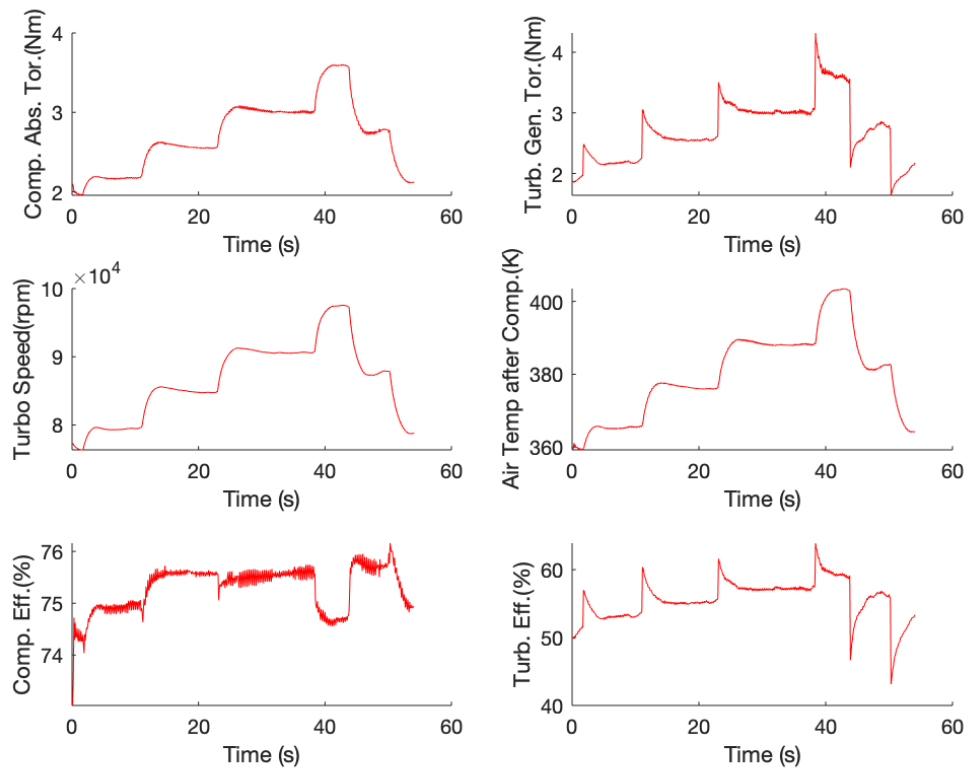 Comp. Abs. Tor.(Nm)
4
3
2
0 20 40 60
Time (s)
Turb. Gen. Tor.(Nm)
4
3
2
0 20 40 60
Time (s)
Turbo Speed(rpm)
×10⁴
10
9
8
0 20 40 60
Time (s)
Air Temp after Comp.(K)
400
380
360
0 20 40 60
Time (s)
Comp. Eff.(%)
76
75
74
0 20 40 60
Time (s)
Turb. Eff.(%)
60
50
40
0 20 40 60
Time (s)